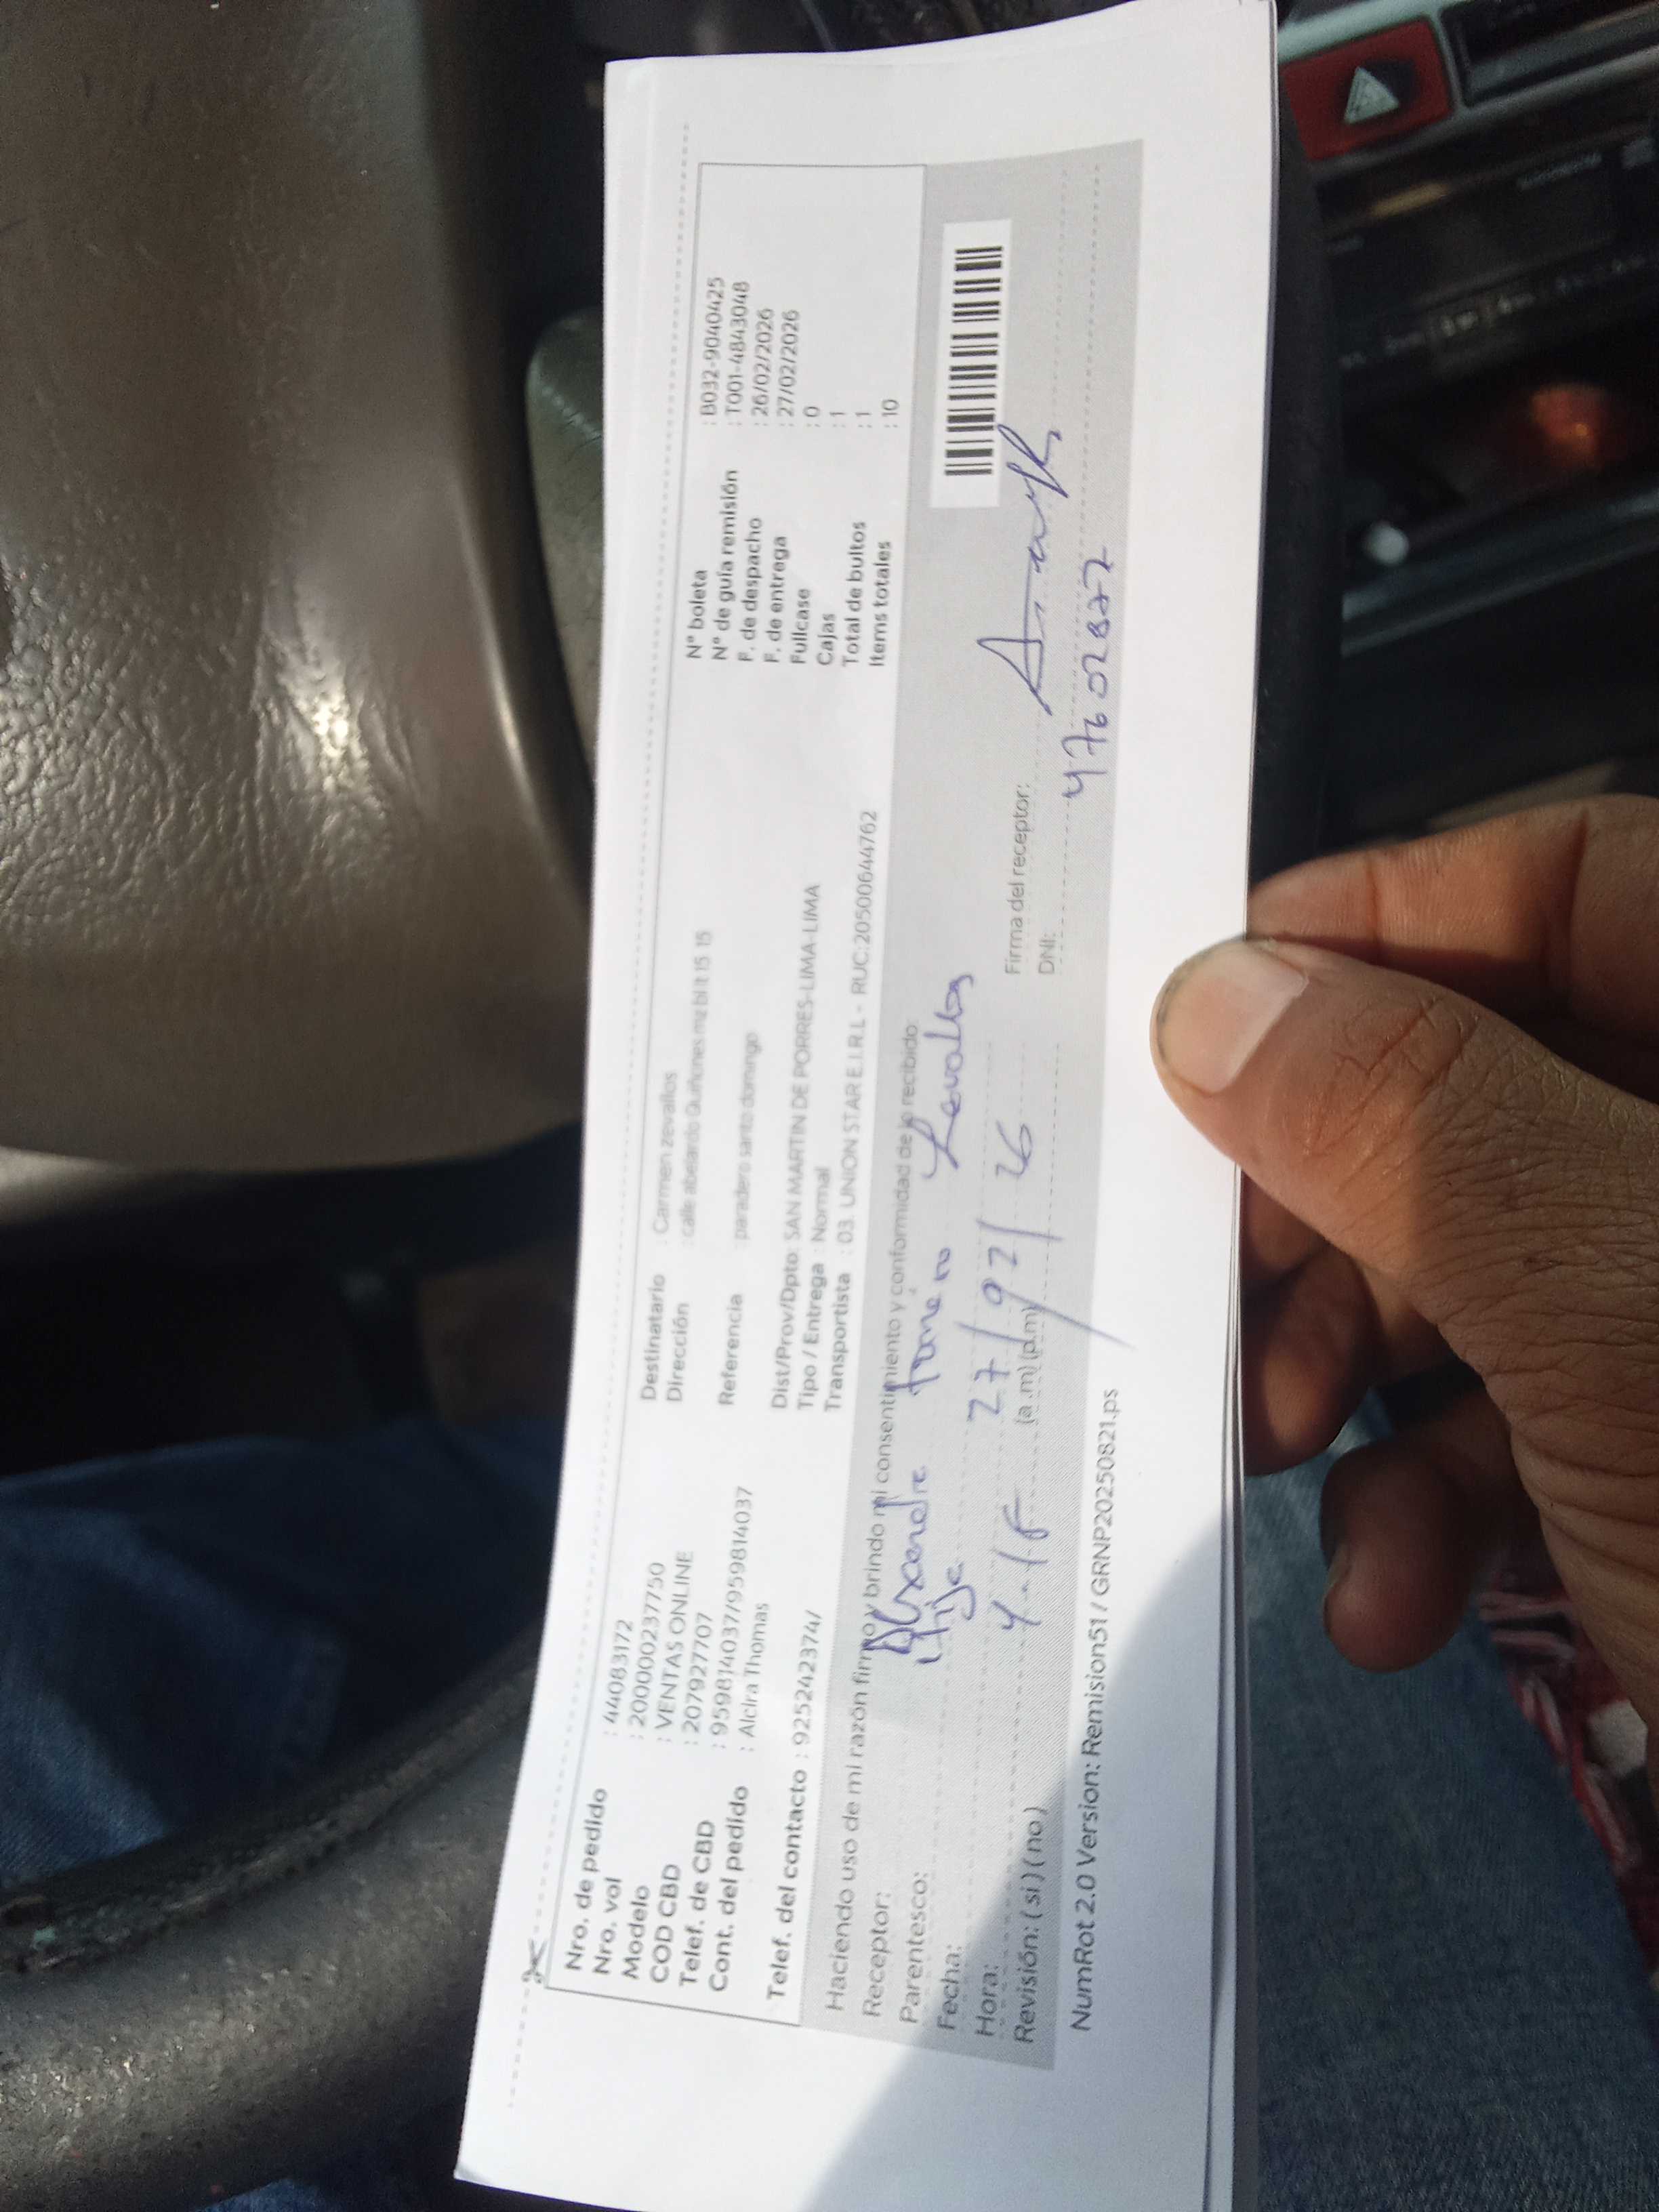 Nro. de pedido : 44083172
Nro. vol : 200000237750
Modelo : VENTAS ONLINE
COD CBD : 207927707
Telef. de CBD : 959814037/959814037
Cont. del pedido : Alcira Thomas
Telef. del contacto : 925242374/
Destinatario : Carmen zevallos
Dirección : calle abelardo Quiñones mz bl lt 15 15
Referencia : paradero santo domingo
Dist/Prov/Dpto: SAN MARTIN DE PORRES-LIMA-LIMA
Tipo / Entrega : Normal
Transportista : 03 UNION STAR E.I.R.L - RUC:20500644762
N° boleta : B032-9040425
N° de guía remisión : T001-4843048
F. de despacho : 26/02/2026
F. de entrega : 27/02/2026
Fullcase : 0
Cajas : 1
Total de bultos : 1
Items totales : 10
Haciendo uso de mi razón firmo y brindo mi consentimiento y conformidad de lo recibido:
Receptor: Romero Zevallos
Parentesco: Hija
Fecha: 27/02/26
Hora: (a.m) (p.m)
Revisión: ( si ) ( no )
Firma del receptor:
DNI: 47602827
NumRot 2.0 Version: Remision51 / GRNP20250821.ps